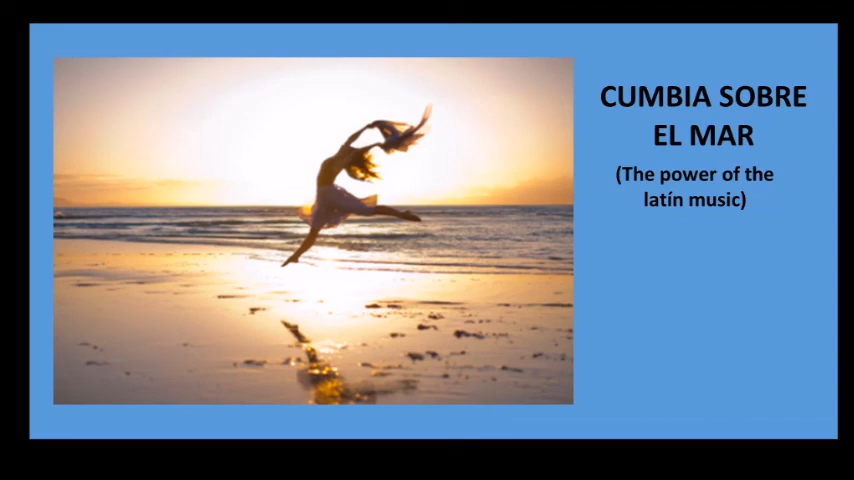 CUMBIA SOBRE
EL MAR
(The power of the
latín music)